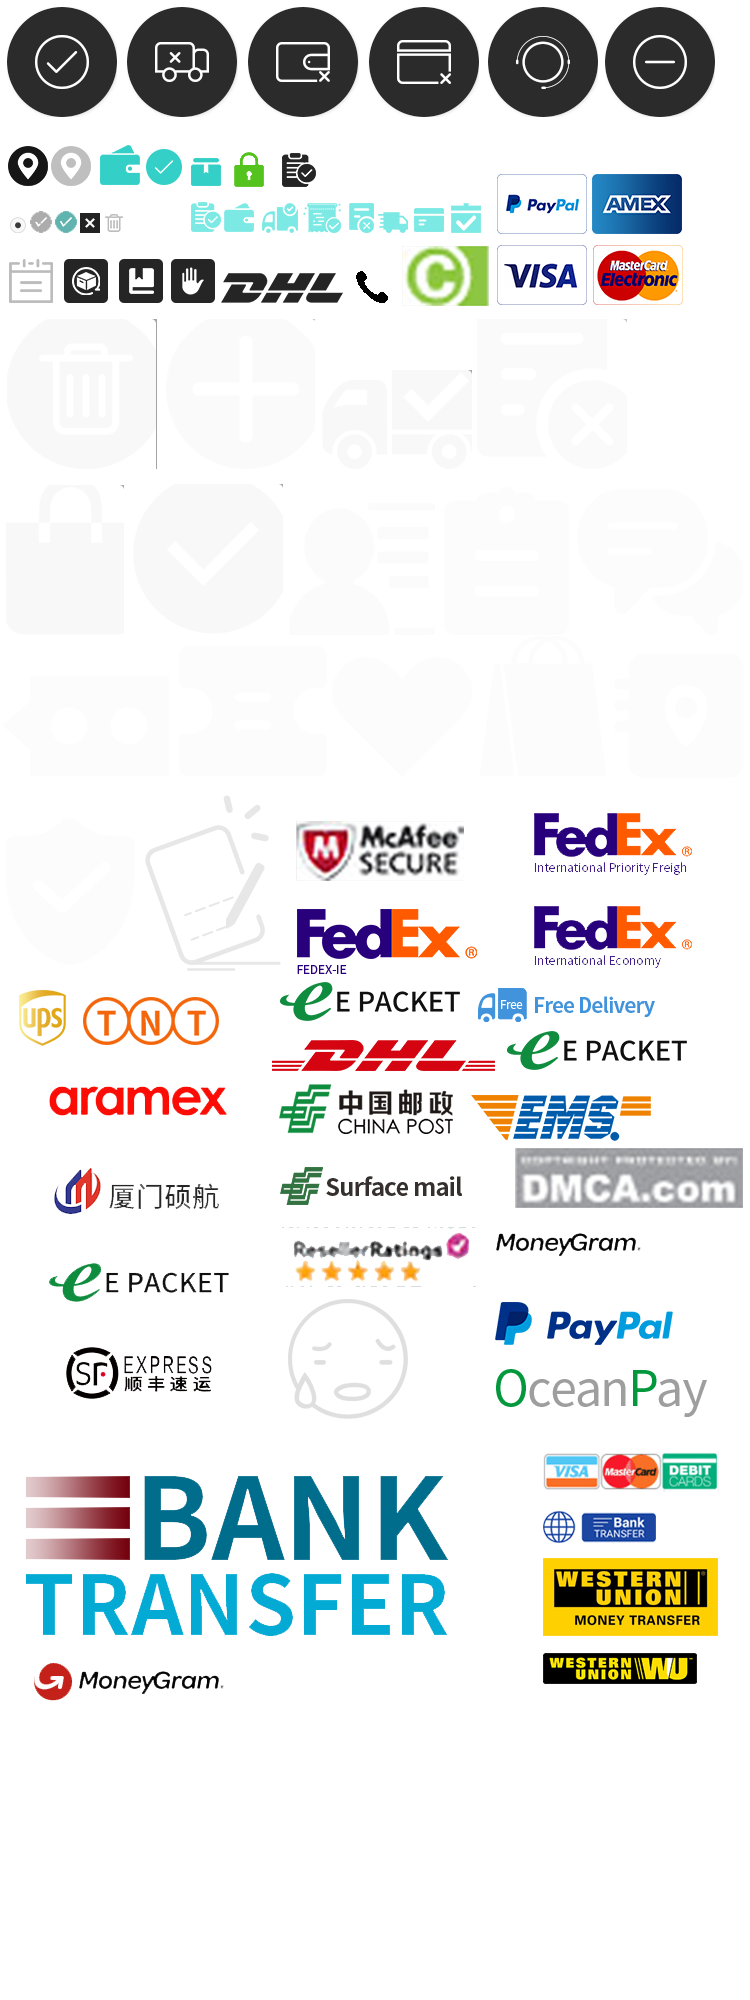 PayPal
AMEX
DHL
C
VISA
MasterCard
Electronic
McAfee
SECURE
FedEx ®
International Priority Freigh
FedEx ®
FEDEX-IE
FedEx ®
International Economy
ups
TNT
e E PACKET
Free
Free Delivery
DHL
e E PACKET
aramex
中国邮政
CHINA POST
EMS.
厦门硕航
Surface mail
COPYRIGHT PROTECTED BY:
DMCA.com
ResellerRatings
MoneyGram.
e E PACKET
PayPal
SF EXPRESS
顺丰速运
OceanPay
VISA
MasterCard
DEBIT
CARDS
BANK
TRANSFER
Bank
TRANSFER
WESTERN
UNION
MONEY TRANSFER
WESTERN
UNION WU
MoneyGram.